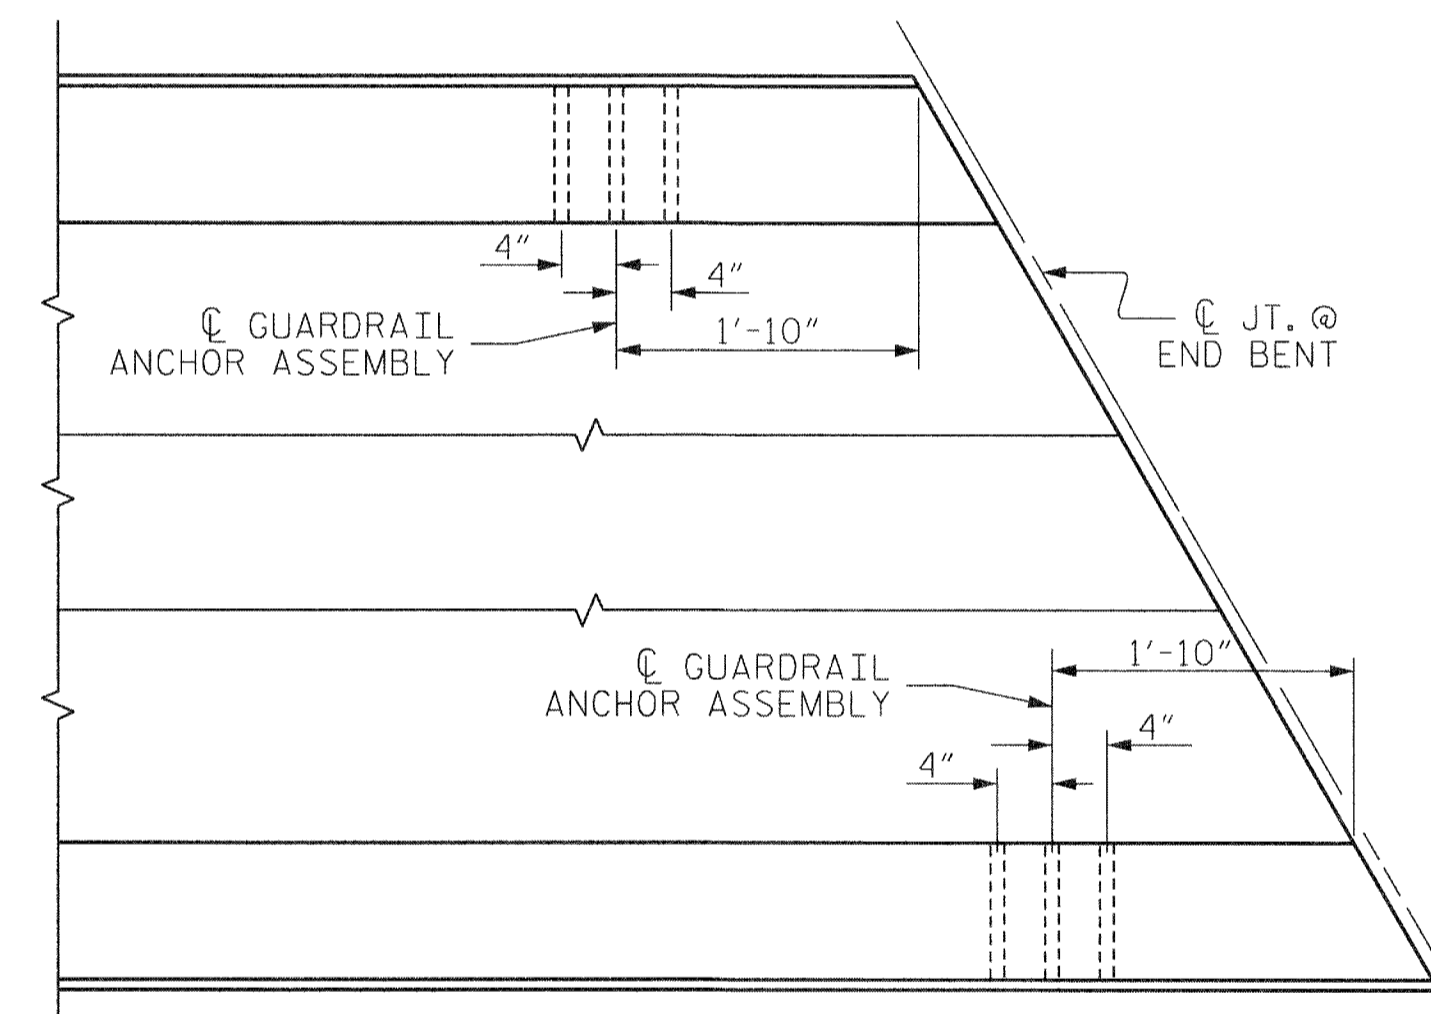 4"
4"
℄ GUARDRAIL
ANCHOR ASSEMBLY
1'-10"
℄ JT. @
END BENT
℄ GUARDRAIL
ANCHOR ASSEMBLY
1'-10"
4"
4"